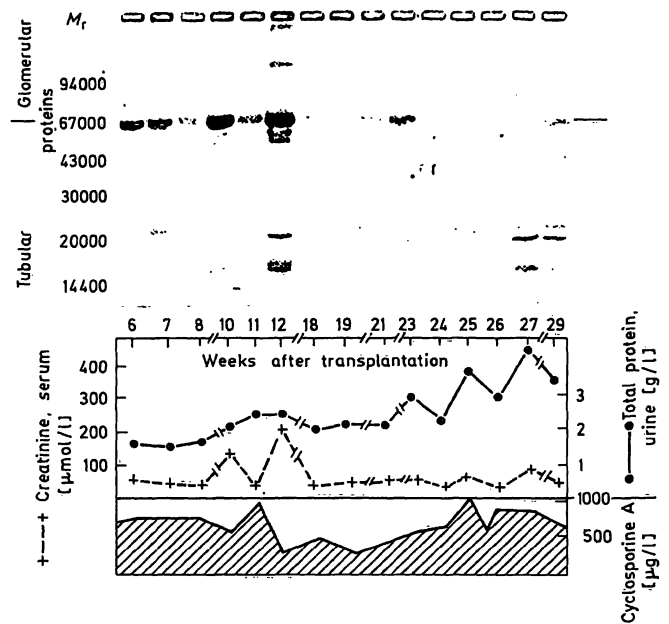 Mr
Glomerular
proteins
Tubular
94000
67000
43000
30000
20000
14400
6 7 8 10 11 12 18 19 21 23 24 25 26 27 29
Weeks after transplantation
400
300
200
100
3
2
1
1000
500
+---+ Creatinine, serum
[µmol/l]
Total protein,
urine [g/l]
Cyclosporine A
[µg/l]